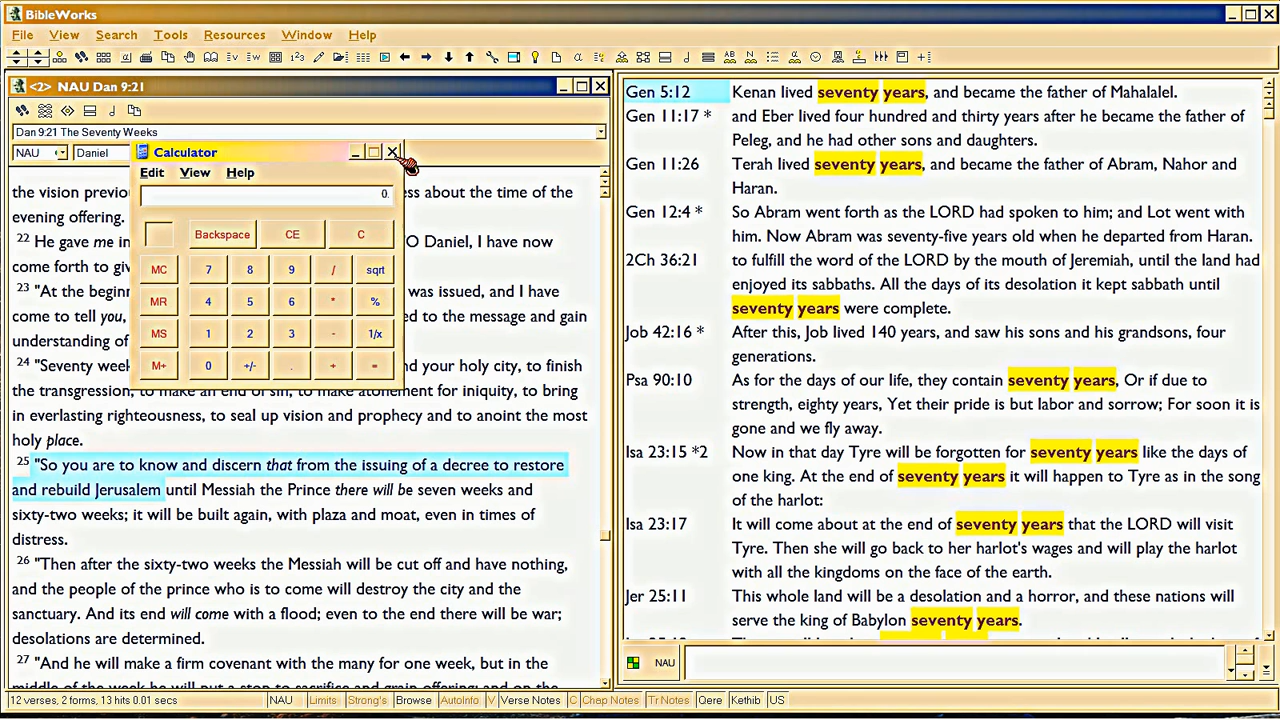 BibleWorks
File View Search Tools Resources Window Help
<2> NAU Dan 9:21
Dan 9:21 The Seventy Weeks
NAU Daniel
the vision previo
ess about the time of the
evening offering.
22 He gave me in
O Daniel, I have now
come forth to giv
23 "At the beginn
was issued, and I have
come to tell you,
ed to the message and gain
understanding of
24 "Seventy week
nd your holy city, to finish
the transgression, to make an end of sin, to make atonement for iniquity, to bring
in everlasting righteousness, to seal up vision and prophecy and to anoint the most
holy place.
25 "So you are to know and discern that from the issuing of a decree to restore
and rebuild Jerusalem until Messiah the Prince there will be seven weeks and
sixty-two weeks; it will be built again, with plaza and moat, even in times of
distress.
26 "Then after the sixty-two weeks the Messiah will be cut off and have nothing,
and the people of the prince who is to come will destroy the city and the
sanctuary. And its end will come with a flood; even to the end there will be war;
desolations are determined.
27 "And he will make a firm covenant with the many for one week, but in the
middle of the week he will put a stop to sacrifice and grain offering; and on the
Calculator
Edit View Help
0.
Backspace CE C
MC 7 8 9 / sqrt
MR 4 5 6 * %
MS 1 2 3 - 1/x
M+ 0 +/- . + =
Gen 5:12 Kenan lived seventy years, and became the father of Mahalalel.
Gen 11:17 * and Eber lived four hundred and thirty years after he became the father of
Peleg, and he had other sons and daughters.
Gen 11:26 Terah lived seventy years, and became the father of Abram, Nahor and
Haran.
Gen 12:4 * So Abram went forth as the LORD had spoken to him; and Lot went with
him. Now Abram was seventy-five years old when he departed from Haran.
2Ch 36:21 to fulfill the word of the LORD by the mouth of Jeremiah, until the land had
enjoyed its sabbaths. All the days of its desolation it kept sabbath until
seventy years were complete.
Job 42:16 * After this, Job lived 140 years, and saw his sons and his grandsons, four
generations.
Psa 90:10 As for the days of our life, they contain seventy years, Or if due to
strength, eighty years, Yet their pride is but labor and sorrow; For soon it is
gone and we fly away.
Isa 23:15 *2 Now in that day Tyre will be forgotten for seventy years like the days of
one king. At the end of seventy years it will happen to Tyre as in the song
of the harlot:
Isa 23:17 It will come about at the end of seventy years that the LORD will visit
Tyre. Then she will go back to her harlot's wages and will play the harlot
with all the kingdoms on the face of the earth.
Jer 25:11 This whole land will be a desolation and a horror, and these nations will
serve the king of Babylon seventy years.
NAU
12 verses, 2 forms, 13 hits 0.01 secs NAU Limits Strong's Browse AutoInfo V Verse Notes C Chap Notes Tr Notes Qere Kethib US